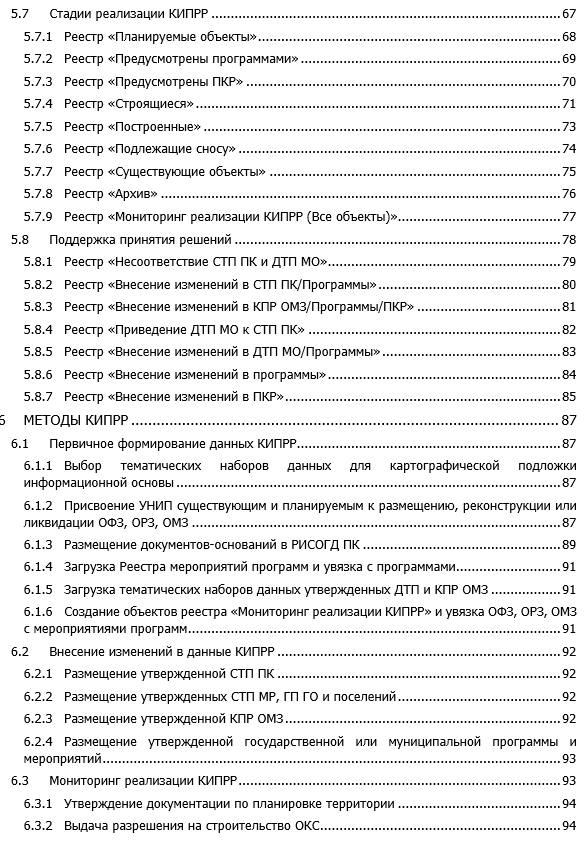 5.7 Стадии реализации КИПРР ........ 67
5.7.1 Реестр «Планируемые объекты» ........ 68
5.7.2 Реестр «Предусмотрены программами» ........ 69
5.7.3 Реестр «Предусмотрены ПКР» ........ 70
5.7.4 Реестр «Строящиеся» ........ 71
5.7.5 Реестр «Построенные» ........ 73
5.7.6 Реестр «Подлежащие сносу» ........ 74
5.7.7 Реестр «Существующие объекты» ........ 75
5.7.8 Реестр «Архив» ........ 76
5.7.9 Реестр «Мониторинг реализации КИПРР (Все объекты)» ........ 77
5.8 Поддержка принятия решений ........ 78
5.8.1 Реестр «Несоответствие СТП ПК и ДТП МО» ........ 79
5.8.2 Реестр «Внесение изменений в СТП ПК/Программы» ........ 80
5.8.3 Реестр «Внесение изменений в КПР ОМЗ/Программы/ПКР» ........ 81
5.8.4 Реестр «Приведение ДТП МО к СТП ПК» ........ 82
5.8.5 Реестр «Внесение изменений в ДТП МО/Программы» ........ 83
5.8.6 Реестр «Внесение изменений в программы» ........ 84
5.8.7 Реестр «Внесение изменений в ПКР» ........ 85
6 МЕТОДЫ КИПРР ........ 87
6.1 Первичное формирование данных КИПРР ........ 87
6.1.1 Выбор тематических наборов данных для картографической подложки
информационной основы ........ 87
6.1.2 Присвоение УНИП существующим и планируемым к размещению, реконструкции или
ликвидации ОФЗ, ОРЗ, ОМЗ ........ 87
6.1.3 Размещение документов-оснований в РИСОГД ПК ........ 89
6.1.4 Загрузка Реестра мероприятий программ и увязка с программами ........ 91
6.1.5 Загрузка тематических наборов данных утвержденных ДТП и КПР ОМЗ ........ 91
6.1.6 Создание объектов реестра «Мониторинг реализации КИПРР» и увязка ОФЗ, ОРЗ, ОМЗ
с мероприятиями программ ........ 91
6.2 Внесение изменений в данные КИПРР ........ 92
6.2.1 Размещение утвержденной СТП ПК ........ 92
6.2.2 Размещение утвержденных СТП МР, ГП ГО и поселений ........ 92
6.2.3 Размещение утвержденной КПР ОМЗ ........ 92
6.2.4 Размещение утвержденной государственной или муниципальной программы и
мероприятий ........ 93
6.3 Мониторинг реализации КИПРР ........ 93
6.3.1 Утверждение документации по планировке территории ........ 94
6.3.2 Выдача разрешения на строительство ОКС ........ 94